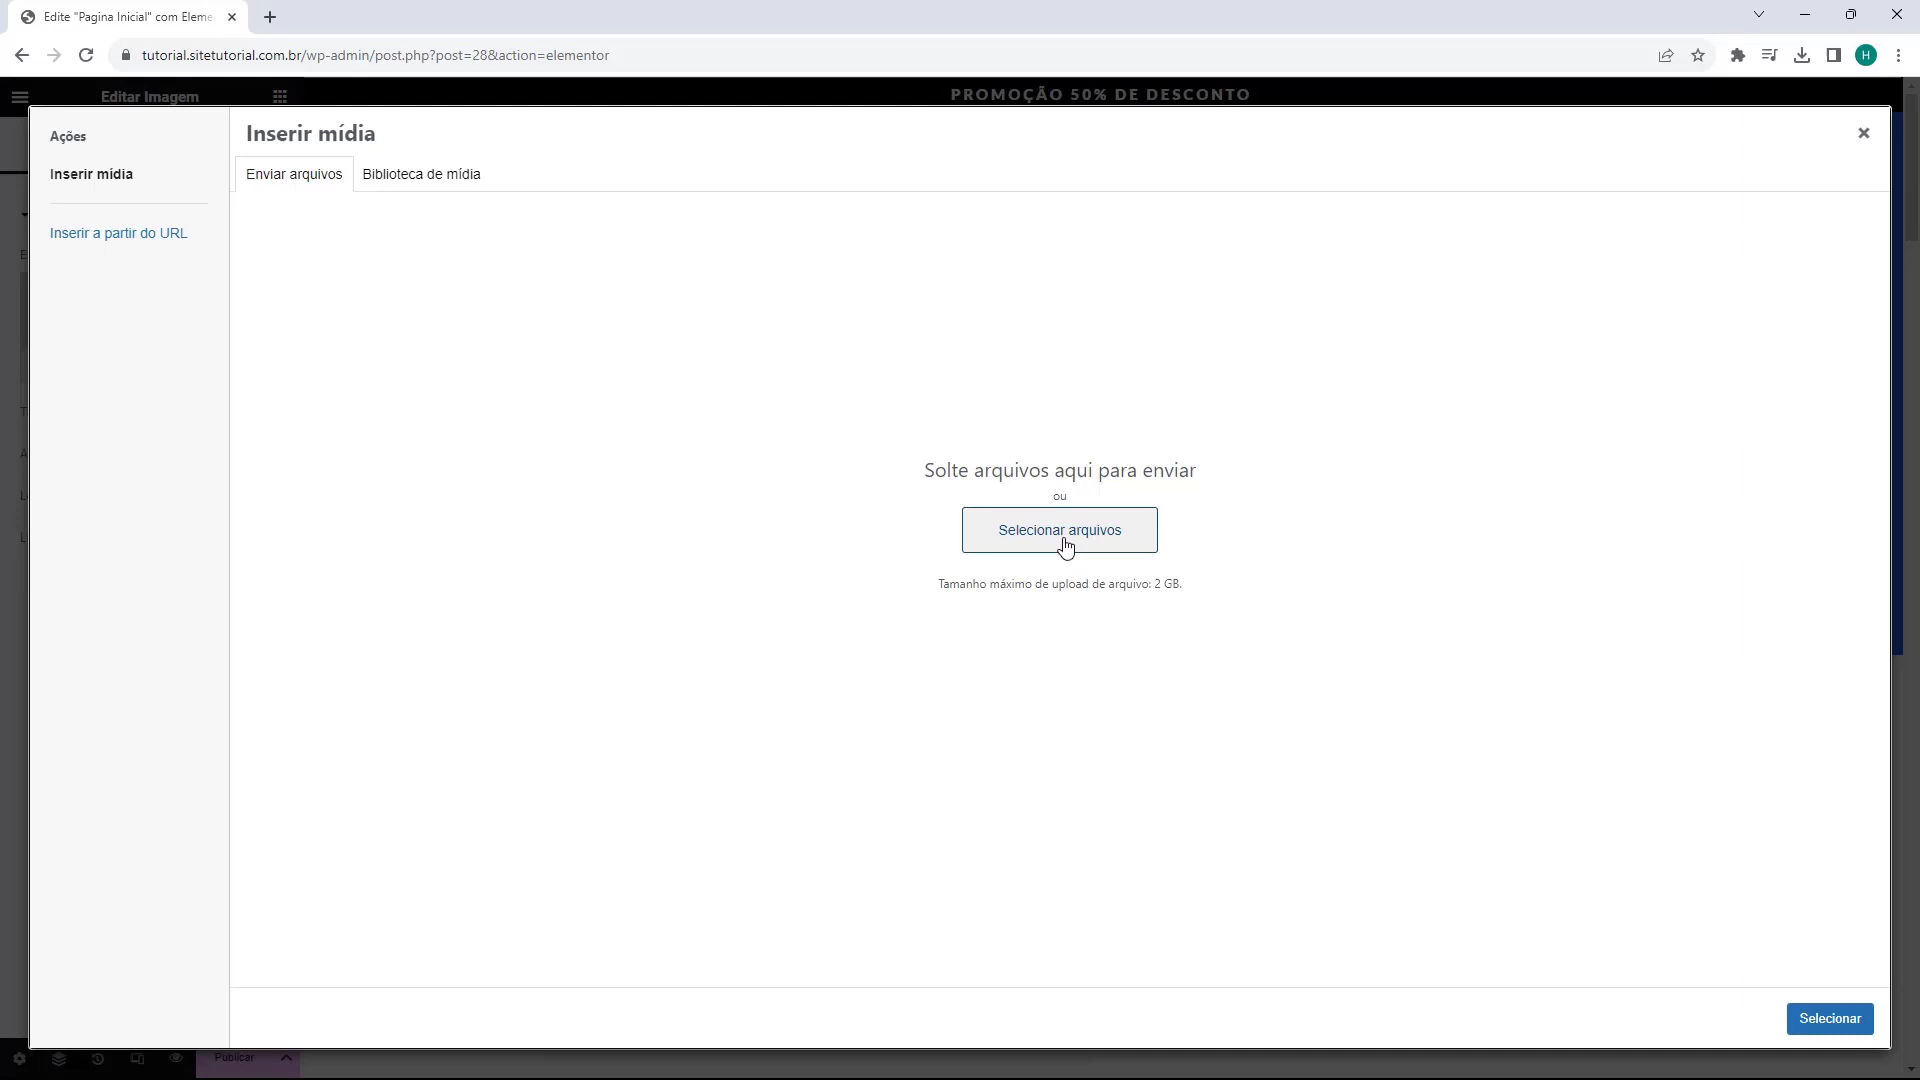 Edite "Pagina Inicial" com Eleme
tutorial.sitetutorial.com.br/wp-admin/post.php?post=28&action=elementor
H
Editar Imagem
PROMOÇÃO 50% DE DESCONTO
Ações
Inserir mídia
Inserir a partir do URL
Inserir mídia
Enviar arquivos
Biblioteca de mídia
Solte arquivos aqui para enviar
ou
Selecionar arquivos
Tamanho máximo de upload de arquivo: 2 GB.
Selecionar
Publicar